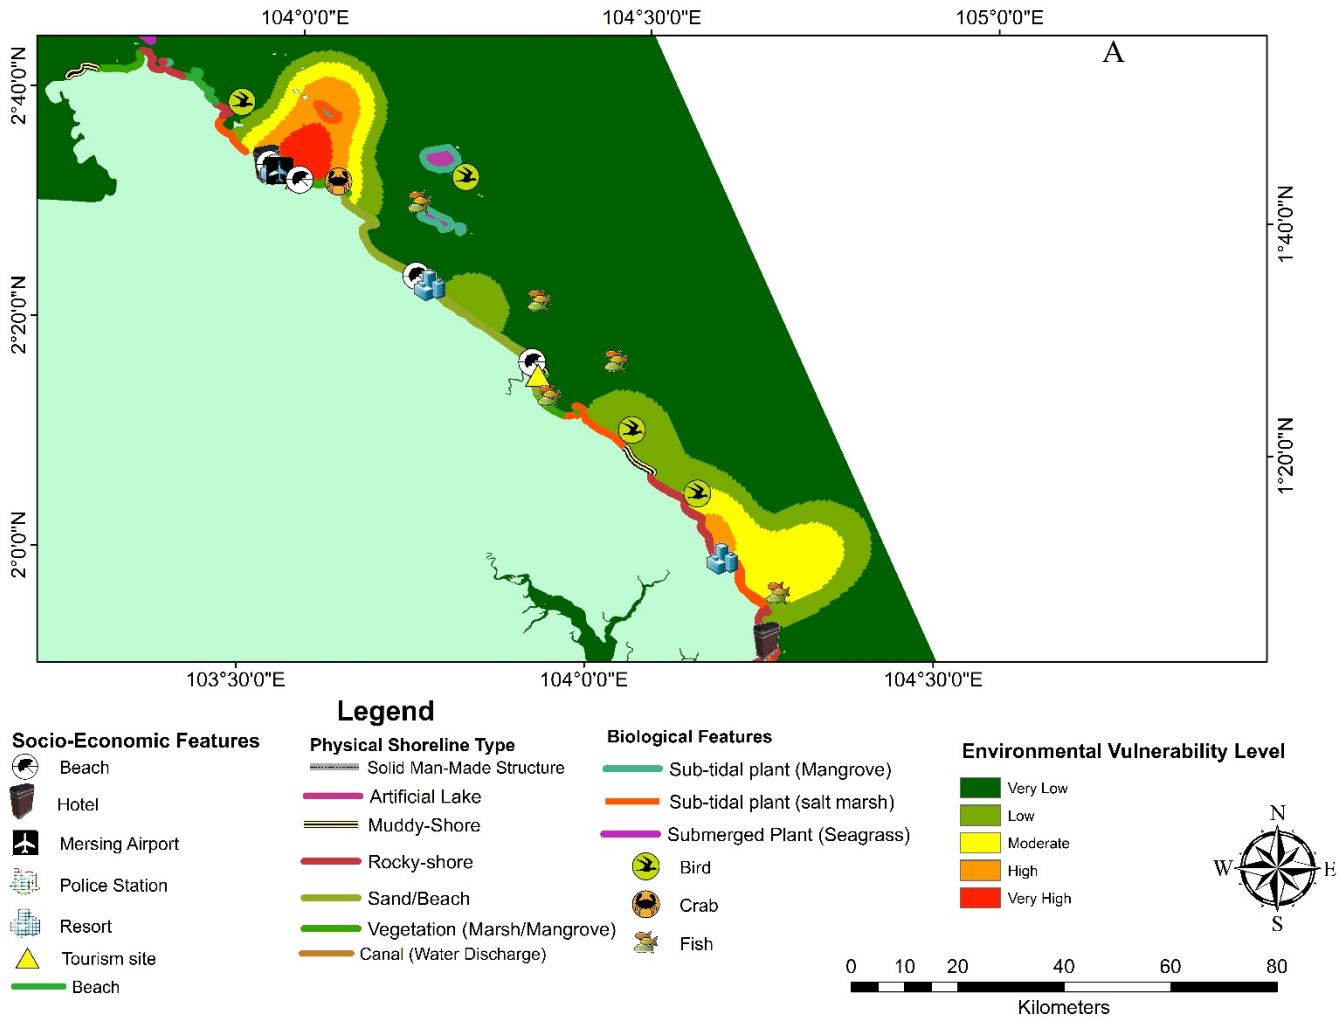 104°0'0"E
104°30'0"E
105°0'0"E
A
2°40'0"N
2°20'0"N
2°0'0"N
1°40'0"N
1°20'0"N
103°30'0"E
104°0'0"E
104°30'0"E
Legend
Socio-Economic Features
Beach
Hotel
Mersing Airport
Police Station
Resort
Tourism site
Beach
Physical Shoreline Type
Solid Man-Made Structure
Artificial Lake
Muddy-Shore
Rocky-shore
Sand/Beach
Vegetation (Marsh/Mangrove)
Canal (Water Discharge)
Biological Features
Sub-tidal plant (Mangrove)
Sub-tidal plant (salt marsh)
Submerged Plant (Seagrass)
Bird
Crab
Fish
Environmental Vulnerability Level
Very Low
Low
Moderate
High
Very High
N
W E
S
0 10 20 40 60 80
Kilometers